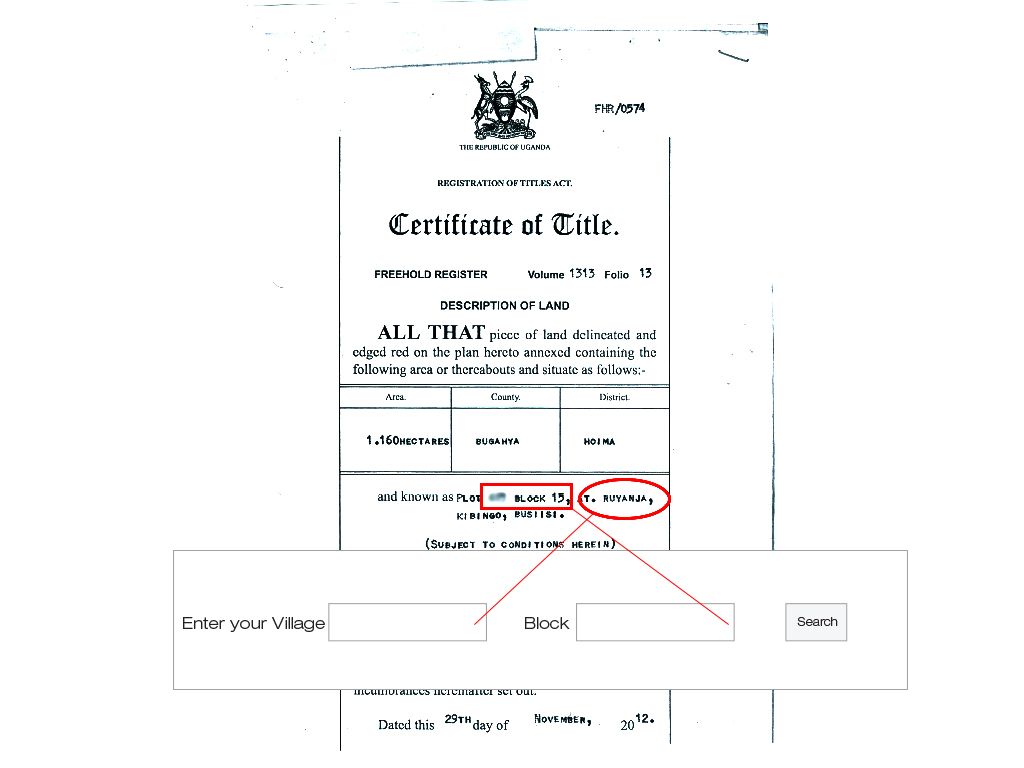 FHR/0574
THE REPUBLIC OF UGANDA
REGISTRATION OF TITLES ACT.
Certificate of Title.
FREEHOLD REGISTER Volume 1313 Folio 13
DESCRIPTION OF LAND
ALL THAT piece of land delineated and
edged red on the plan hereto annexed containing the
following area or thereabouts and situate as follows:-
Area. County. District.
1.160HECTARES BUGAHYA HOIMA
and known as PLOT BLOCK 15, AT. RUYANJA,
KIBINGO, BUSIISI.
(SUBJECT TO CONDITIONS HEREIN)
Enter your Village Block Search
incumbrances hereinafter set out.
Dated this 29TH day of NOVEMBER, 2012.